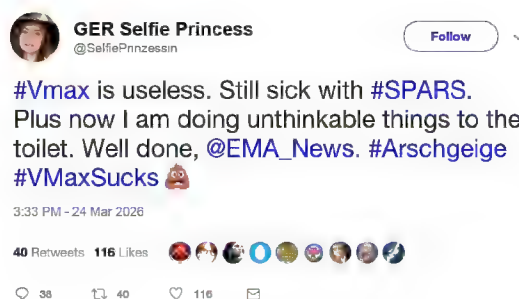 GER Selfie Princess
@SelfiePrinzessin
Follow
#Vmax is useless. Still sick with #SPARS.
Plus now I am doing unthinkable things to the
toilet. Well done, @EMA_News. #Arschgeige
#VMaxSucks💩
3:33 PM - 24 Mar 2026
40 Retweets 116 Likes
38 40 116